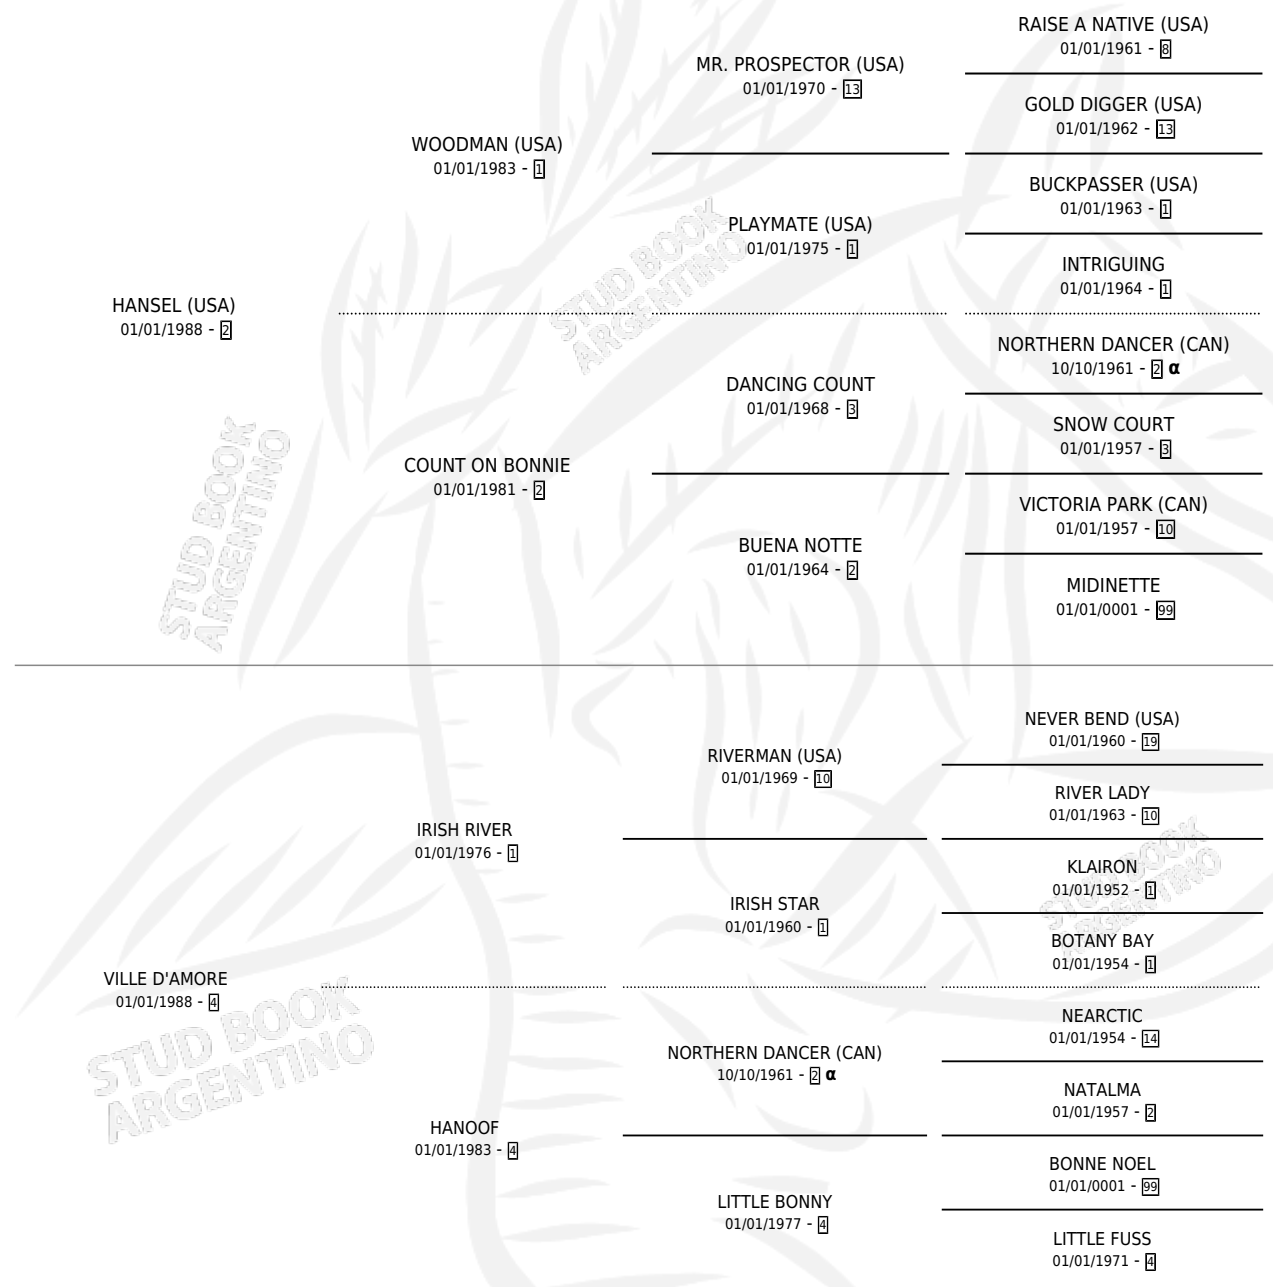 RAISE A NATIVE (USA)
01/01/1961 - 8
MR. PROSPECTOR (USA)
01/01/1970 - 13
GOLD DIGGER (USA)
01/01/1962 - 13
WOODMAN (USA)
01/01/1983 - 1
BUCKPASSER (USA)
01/01/1963 - 1
PLAYMATE (USA)
01/01/1975 - 1
INTRIGUING
01/01/1964 - 1
HANSEL (USA)
01/01/1988 - 2
STUD BOOK
ARGENTINO
NORTHERN DANCER (CAN)
10/10/1961 - 2 α
DANCING COUNT
01/01/1968 - 3
SNOW COURT
01/01/1957 - 3
COUNT ON BONNIE
01/01/1981 - 2
VICTORIA PARK (CAN)
01/01/1957 - 10
BUENA NOTTE
01/01/1964 - 2
MIDINETTE
01/01/0001 - 99
STUD BOOK
ARGENTINO
NEVER BEND (USA)
01/01/1960 - 19
RIVERMAN (USA)
01/01/1969 - 10
RIVER LADY
01/01/1963 - 10
IRISH RIVER
01/01/1976 - 1
KLAIRON
01/01/1952 - 1
STUD BOOK
ARGENTINO
IRISH STAR
01/01/1960 - 1
BOTANY BAY
01/01/1954 - 1
VILLE D'AMORE
01/01/1988 - 4
STUD BOOK
ARGENTINO
NEARCTIC
01/01/1954 - 14
NORTHERN DANCER (CAN)
10/10/1961 - 2 α
NATALMA
01/01/1957 - 2
HANOOF
01/01/1983 - 4
BONNE NOEL
01/01/0001 - 99
LITTLE BONNY
01/01/1977 - 4
LITTLE FUSS
01/01/1971 - 4